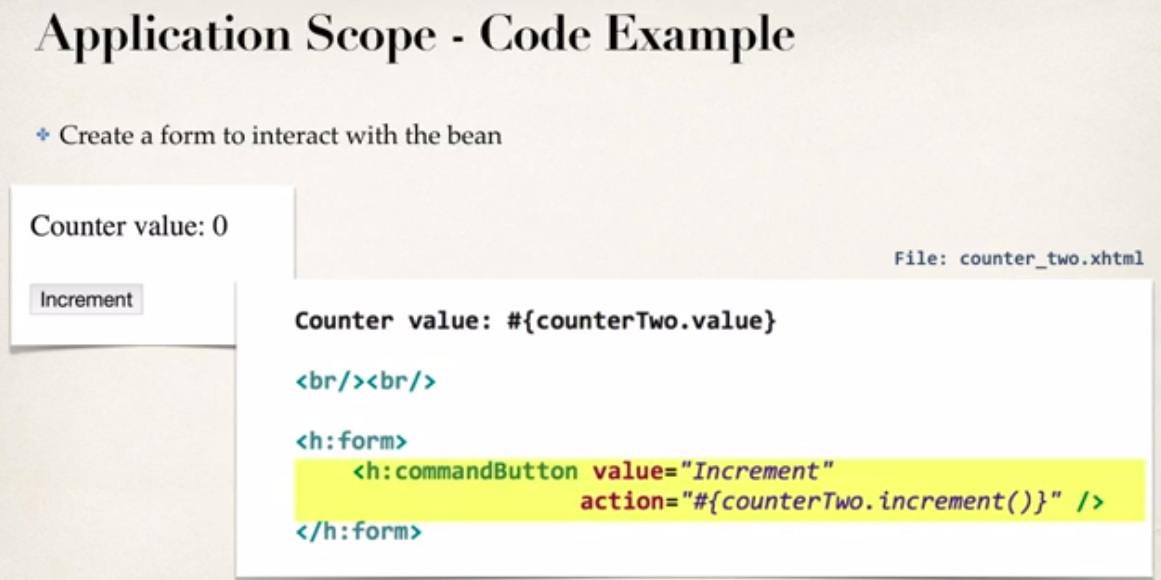 Application Scope - Code Example
Create a form to interact with the bean
Counter value: 0
Increment
File: counter_two.xhtml
Counter value: #{counterTwo.value}
<br/><br/>
<h:form>
<h:commandButton value="Increment"
action="#{counterTwo.increment()}" />
</h:form>